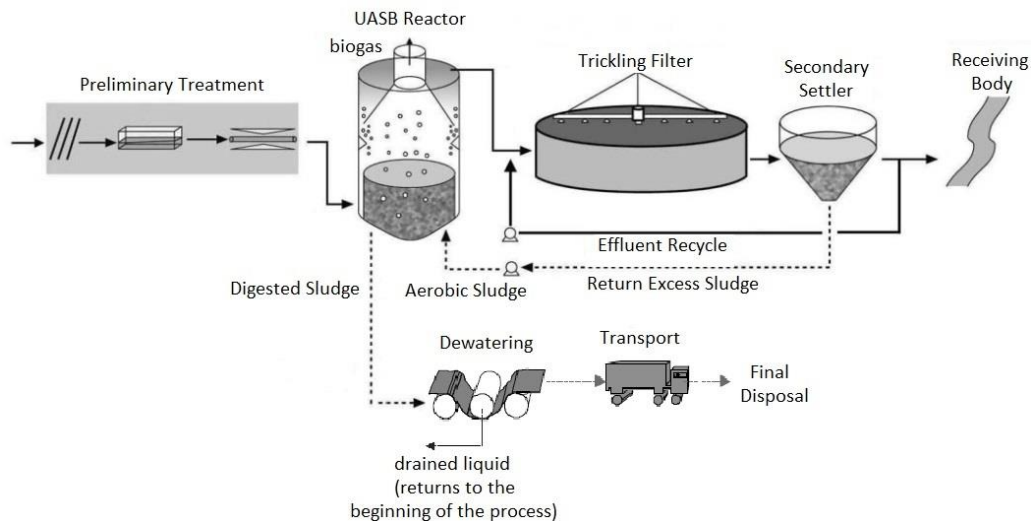 UASB Reactor
biogas
Preliminary Treatment
Trickling Filter
Secondary
Settler
Receiving
Body
Effluent Recycle
Digested Sludge
Aerobic Sludge
Return Excess Sludge
Dewatering
Transport
Final
Disposal
drained liquid
(returns to the
beginning of the process)